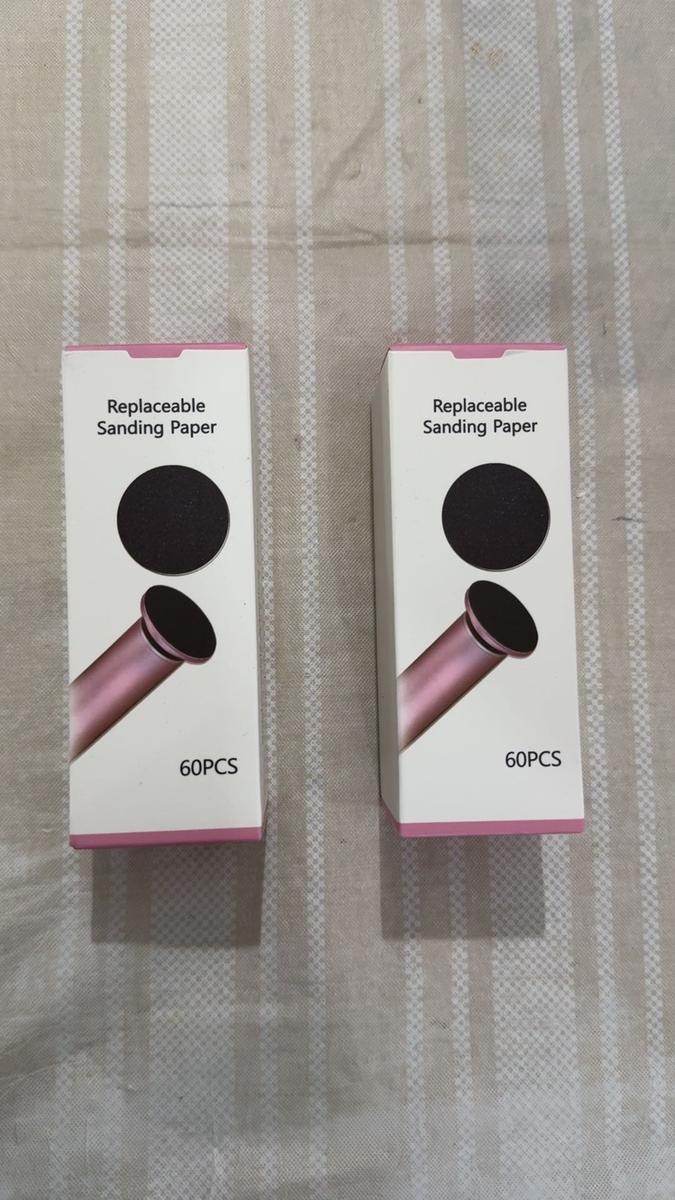 Replaceable
Sanding Paper
60PCS
Replaceable
Sanding Paper
60PCS